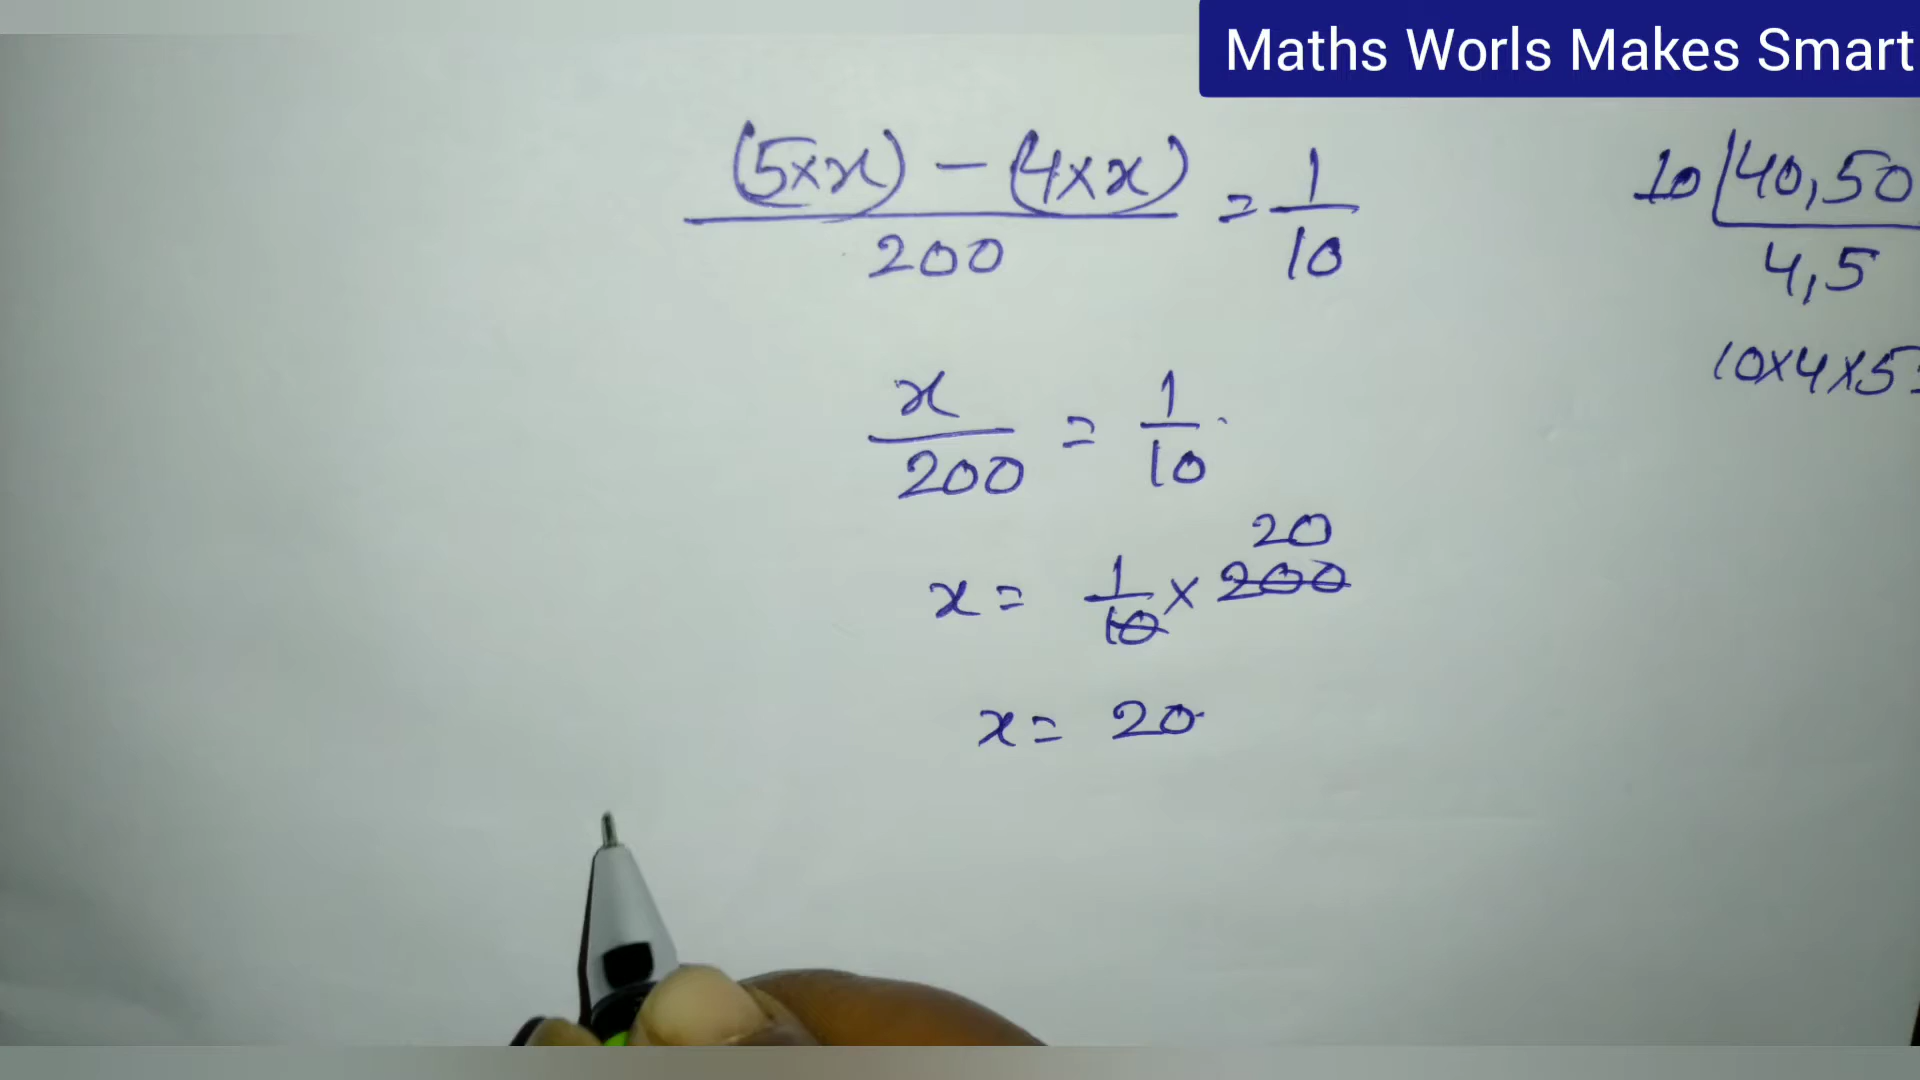 Maths Worls Makes Smart
(5×x) - (4×x) / 200 = 1/10
10 | 40, 50
4, 5
10×4×5=
x/200 = 1/10
20
x = 1/10 × 200
x = 20